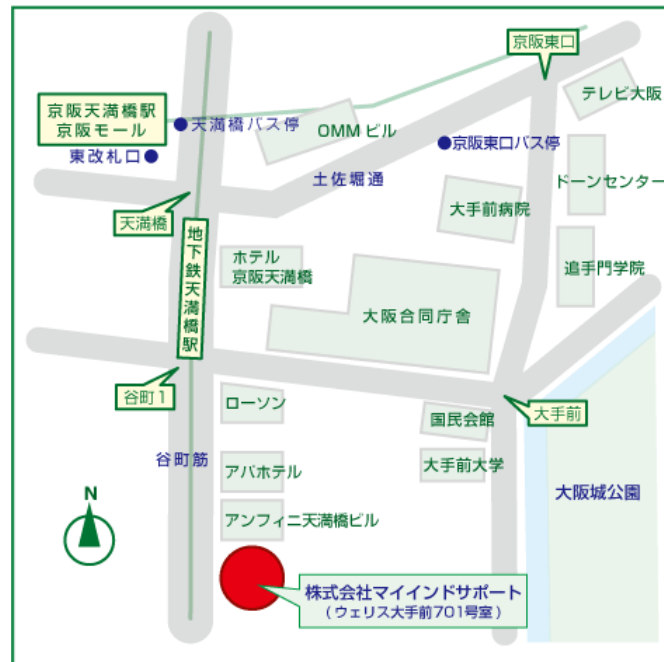 京阪東口
テレビ大阪
京阪天満橋駅
京阪モール
天満橋バス停
OMM ビル
京阪東口バス停
東改札口
土佐堀通
ドーンセンター
大手前病院
天満橋
地下鉄天満橋駅
ホテル
京阪天満橋
追手門学院
大阪合同庁舎
谷町1
ローソン
国民会館
大手前
谷町筋
アパホテル
大手前大学
大阪城公園
N
アンフィニ天満橋ビル
株式会社マイインドサポート
(ウェリス大手前701号室)